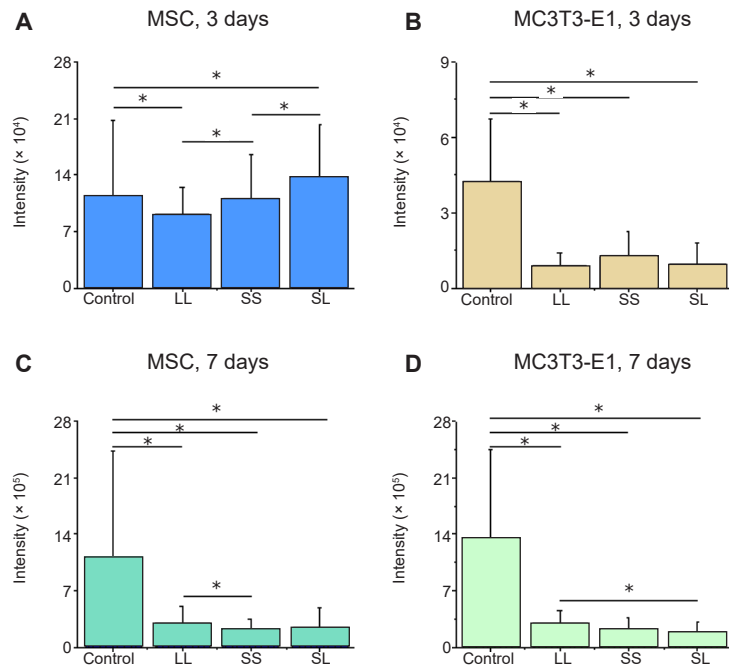 A MSC, 3 days
Intensity (× 10⁴)
28
21
14
7
0
* * * *
Control LL SS SL
B MC3T3-E1, 3 days
Intensity (× 10⁴)
9
6
3
0
* * *
Control LL SS SL
C MSC, 7 days
Intensity (× 10⁵)
28
21
14
7
0
* * * *
Control LL SS SL
D MC3T3-E1, 7 days
Intensity (× 10⁵)
28
21
14
7
0
* * * *
Control LL SS SL